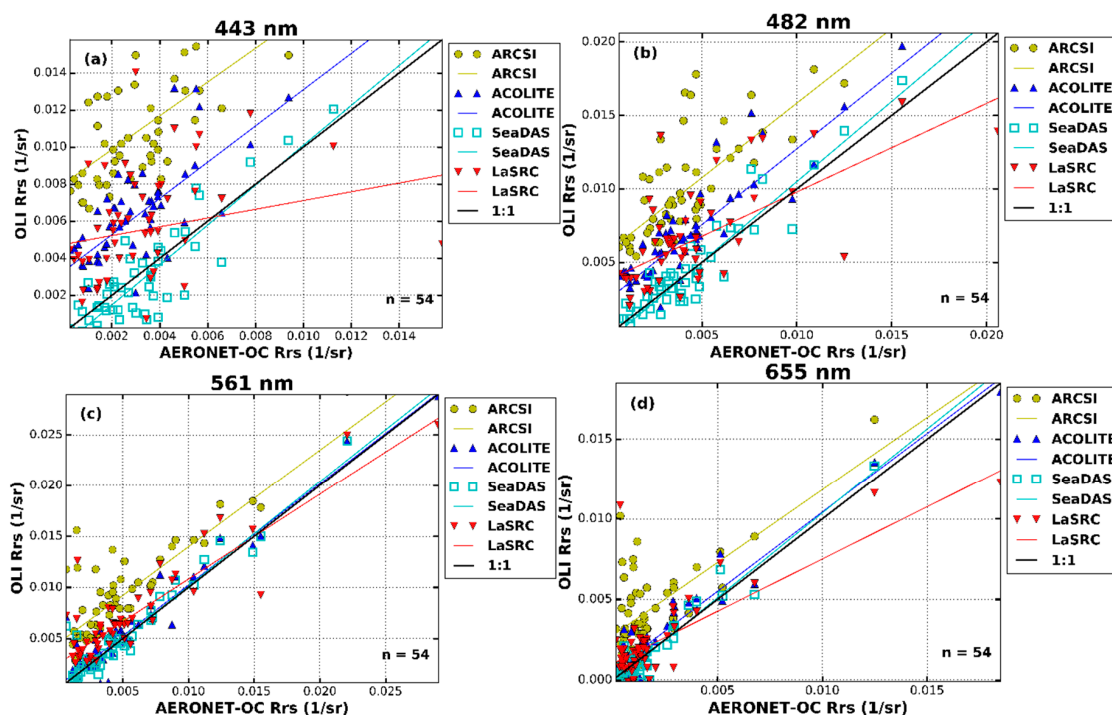 443 nm
(a)
OLI Rrs (1/sr)
0.014
0.012
0.010
0.008
0.006
0.004
0.002
n = 54
0.002 0.004 0.006 0.008 0.010 0.012 0.014
AERONET-OC Rrs (1/sr)
ARCSI
ARCSI
ACOLITE
ACOLITE
SeaDAS
SeaDAS
LaSRC
LaSRC
1:1
482 nm
(b)
OLI Rrs (1/sr)
0.020
0.015
0.010
0.005
n = 54
0.005 0.010 0.015 0.020
AERONET-OC Rrs (1/sr)
ARCSI
ARCSI
ACOLITE
ACOLITE
SeaDAS
SeaDAS
LaSRC
LaSRC
1:1
561 nm
(c)
OLI Rrs (1/sr)
0.025
0.020
0.015
0.010
0.005
n = 54
0.005 0.010 0.015 0.020 0.025
AERONET-OC Rrs (1/sr)
ARCSI
ARCSI
ACOLITE
ACOLITE
SeaDAS
SeaDAS
LaSRC
LaSRC
1:1
655 nm
(d)
OLI Rrs (1/sr)
0.015
0.010
0.005
0.000
n = 54
0.005 0.010 0.015
AERONET-OC Rrs (1/sr)
ARCSI
ARCSI
ACOLITE
ACOLITE
SeaDAS
SeaDAS
LaSRC
LaSRC
1:1